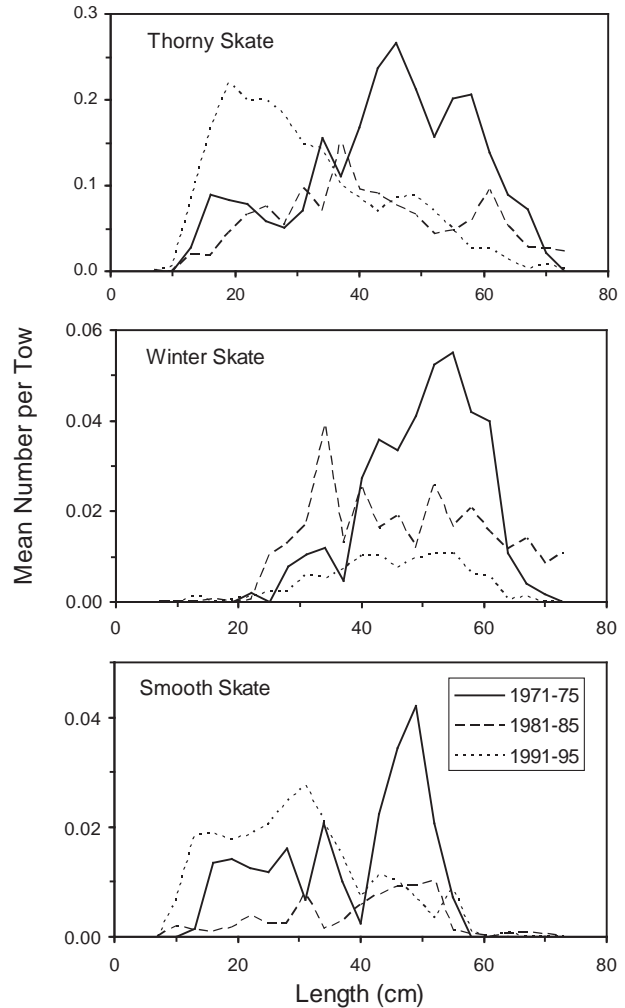 Thorny Skate
0.3
0.2
0.1
0.0
0 20 40 60 80
Mean Number per Tow
Winter Skate
0.06
0.04
0.02
0.00
0 20 40 60 80
Smooth Skate
1971-75
1981-85
1991-95
0.04
0.02
0.00
0 20 40 60 80
Length (cm)